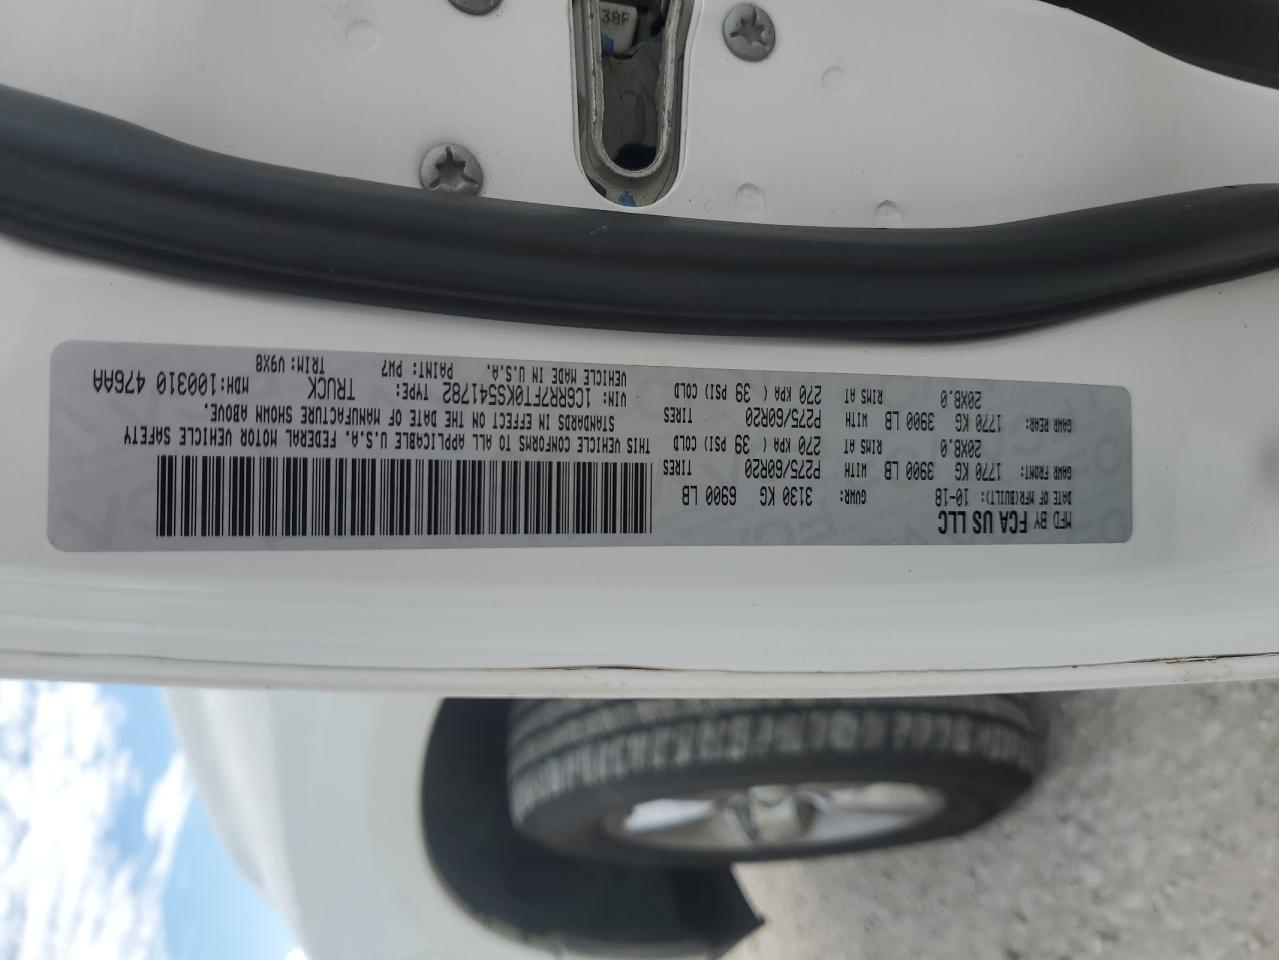 MFD BY
FCA US LLC
DATE OF MFR(BUILT): 10-18
GVWR: 3130 KG 6900 LB
GAWR FRONT: 1770 KG 3900 LB WITH P275/60R20 TIRES
20X8.0 RIMS AT 270 KPA ( 39 PSI) COLD
GAWR REAR: 1770 KG 3900 LB WITH P275/60R20 TIRES
20X8.0 RIMS AT 270 KPA ( 39 PSI) COLD
THIS VEHICLE CONFORMS TO ALL APPLICABLE U.S.A. FEDERAL MOTOR VEHICLE SAFETY
STANDARDS IN EFFECT ON THE DATE OF MANUFACTURE SHOWN ABOVE.
VIN: 1C6RR7FT0KS541782 TYPE: TRUCK MDH:100310 476AA
VEHICLE MADE IN U.S.A. PAINT: PW7 TRIM: V9X8
38F